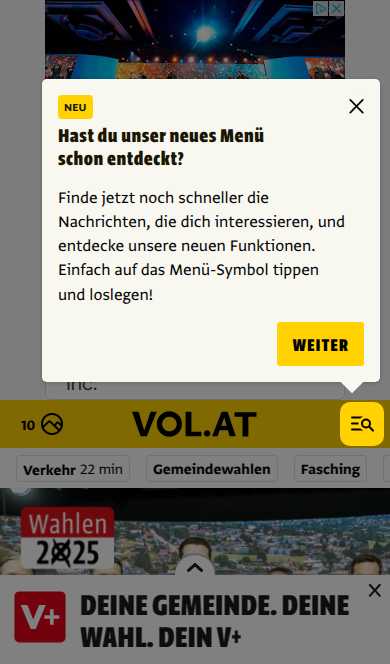 NEU
Hast du unser neues Menü
schon entdeckt?
Finde jetzt noch schneller die
Nachrichten, die dich interessieren, und
entdecke unsere neuen Funktionen.
Einfach auf das Menü-Symbol tippen
und loslegen!
WEITER
Inc.
10
VOL.AT
Verkehr 22 min
Gemeindewahlen
Fasching
Wahlen
2025
V+
DEINE GEMEINDE. DEINE
WAHL. DEIN V+